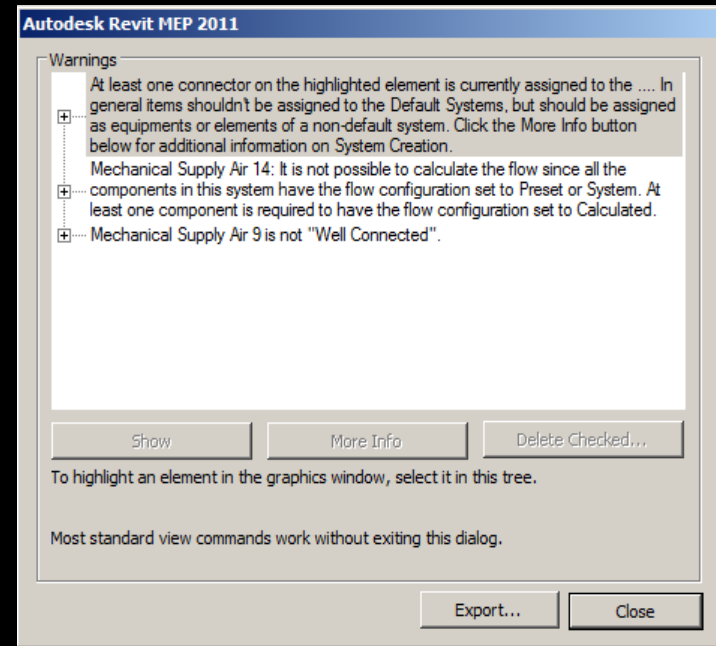 Autodesk Revit MEP 2011
Warnings
At least one connector on the highlighted element is currently assigned to the .... In
general items shouldn't be assigned to the Default Systems, but should be assigned
as equipments or elements of a non-default system. Click the More Info button
below for additional information on System Creation.
Mechanical Supply Air 14: It is not possible to calculate the flow since all the
components in this system have the flow configuration set to Preset or System. At
least one component is required to have the flow configuration set to Calculated.
Mechanical Supply Air 9 is not "Well Connected".
Show More Info Delete Checked...
To highlight an element in the graphics window, select it in this tree.
Most standard view commands work without exiting this dialog.
Export... Close